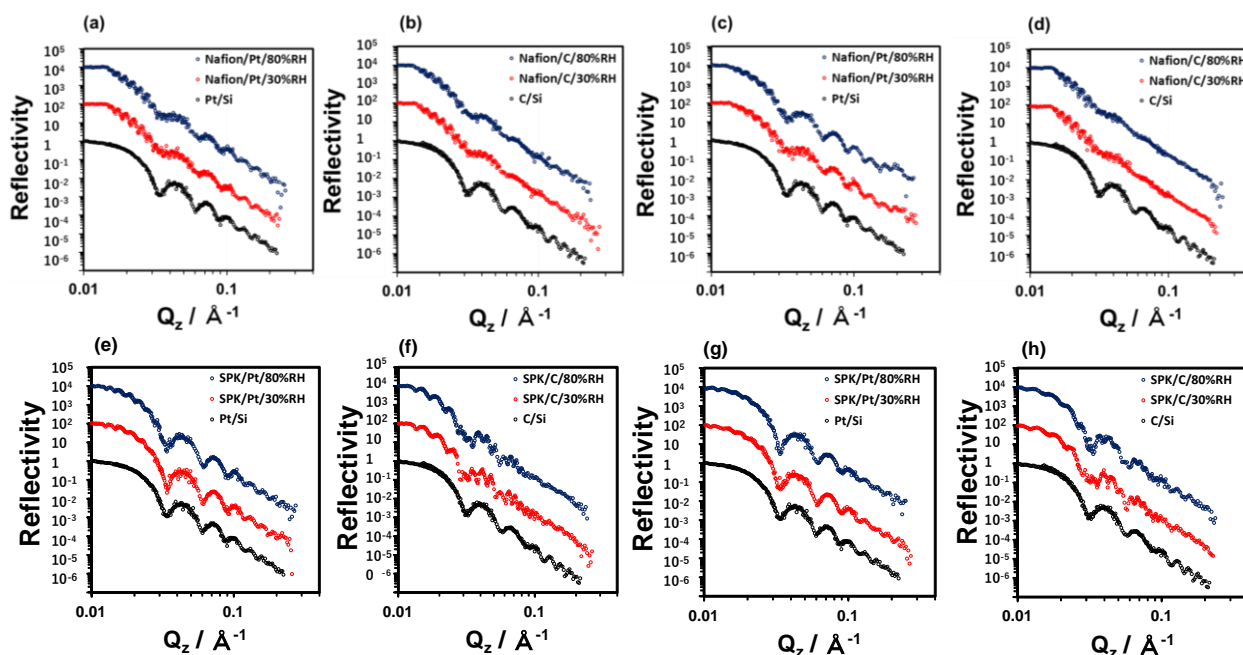 (a)
Reflectivity
10⁵
10⁴
10³
10²
10
1
10⁻¹
10⁻²
10⁻³
10⁻⁴
10⁻⁵
10⁻⁶
Nafion/Pt/80%RH
Nafion/Pt/30%RH
Pt/Si
0.01
0.1
Q_z / Å⁻¹
(b)
Reflectivity
10⁵
10⁴
10³
10²
10
1
10⁻¹
10⁻²
10⁻³
10⁻⁴
10⁻⁵
10⁻⁶
Nafion/C/80%RH
Nafion/C/30%RH
C/Si
0.01
0.1
Q_z / Å⁻¹
(c)
Reflectivity
10⁵
10⁴
10³
10²
10
1
10⁻¹
10⁻²
10⁻³
10⁻⁴
10⁻⁵
10⁻⁶
Nafion/Pt/80%RH
Nafion/Pt/30%RH
Pt/Si
0.01
0.1
Q_z / Å⁻¹
(d)
Reflectivity
10⁵
10⁴
10³
10²
10
1
10⁻¹
10⁻²
10⁻³
10⁻⁴
10⁻⁵
10⁻⁶
Nafion/C/80%RH
Nafion/C/30%RH
C/Si
0.01
0.1
Q_z / Å⁻¹
(e)
Reflectivity
10⁵
10⁴
10³
10²
10
1
10⁻¹
10⁻²
10⁻³
10⁻⁴
10⁻⁵
10⁻⁶
SPK/Pt/80%RH
SPK/Pt/30%RH
Pt/Si
0.01
0.1
Q_z / Å⁻¹
(f)
Reflectivity
10⁵
10⁴
10³
10²
10
1
10⁻¹
10⁻²
10⁻³
10⁻⁴
10⁻⁵
0⁻⁶
SPK/C/80%RH
SPK/C/30%RH
C/Si
0.01
0.1
Q_z / Å⁻¹
(g)
Reflectivity
10⁵
10⁴
10³
10²
10
1
10⁻¹
10⁻²
10⁻³
10⁻⁴
10⁻⁵
10⁻⁶
SPK/Pt/80%RH
SPK/Pt/30%RH
Pt/Si
0.01
0.1
Q_z / Å⁻¹
(h)
Reflectivity
10⁵
10⁴
10³
10²
10
1
10⁻¹
10⁻²
10⁻³
10⁻⁴
10⁻⁵
10⁻⁶
SPK/C/80%RH
SPK/C/30%RH
C/Si
0.01
0.1
Q_z / Å⁻¹